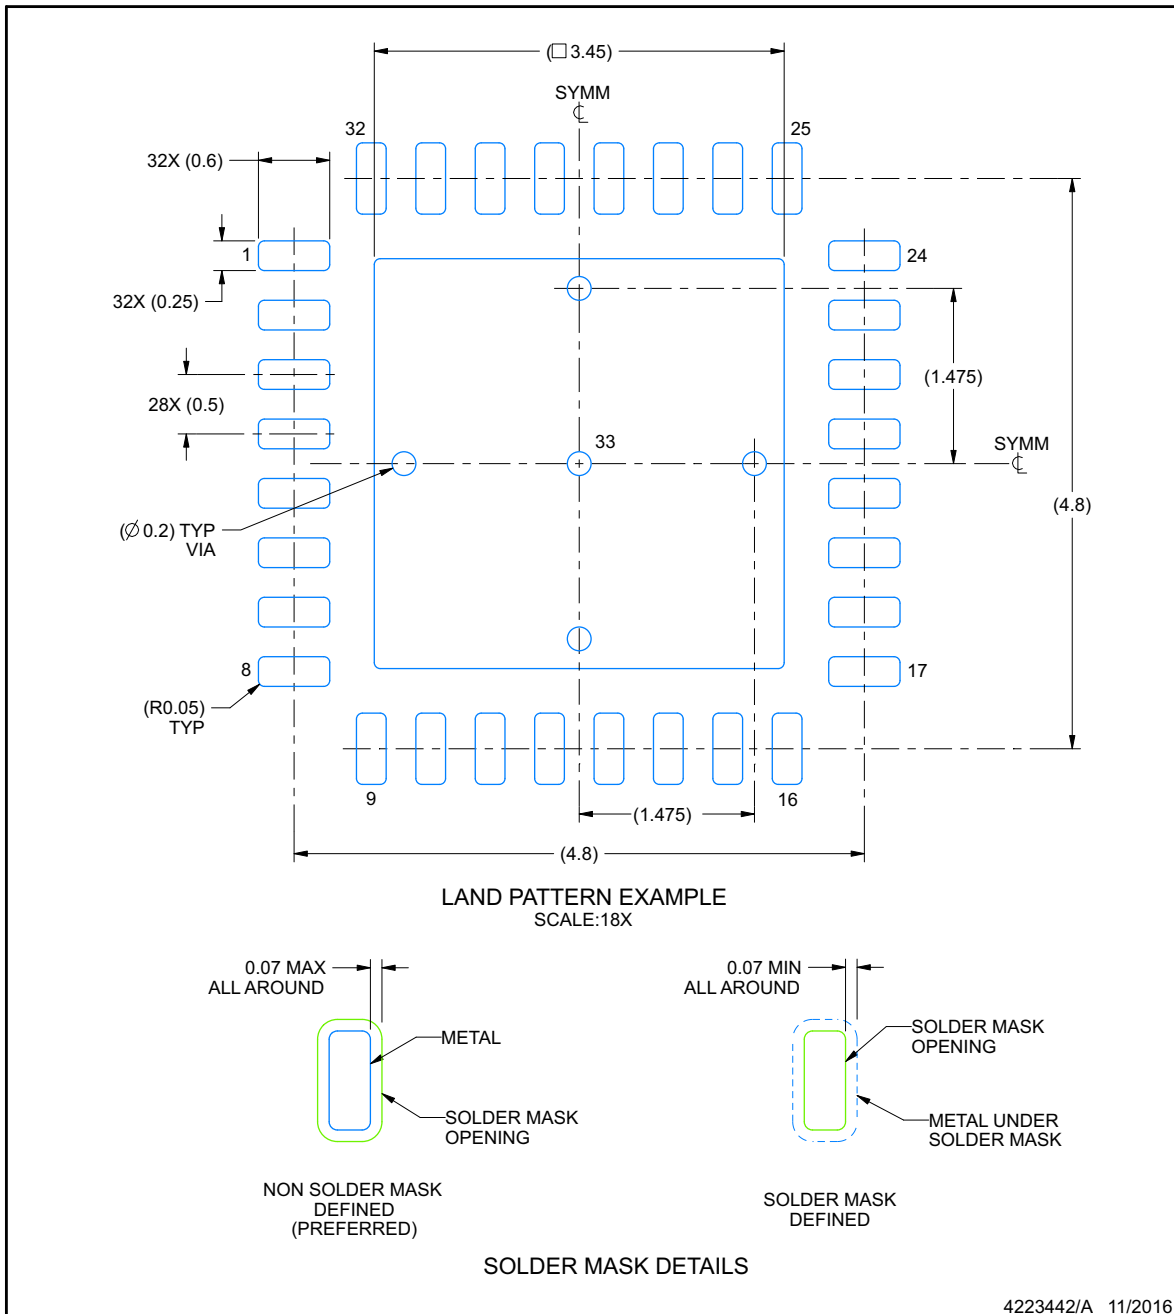 (□ 3.45)
SYMM
℄
32
25
32X (0.6)
1
24
32X (0.25)
(1.475)
28X (0.5)
33
SYMM
℄
(4.8)
(∅ 0.2) TYP
VIA
8
17
(R0.05)
TYP
9
16
(1.475)
(4.8)
LAND PATTERN EXAMPLE
SCALE:18X
0.07 MAX
ALL AROUND
METAL
SOLDER MASK
OPENING
NON SOLDER MASK
DEFINED
(PREFERRED)
0.07 MIN
ALL AROUND
SOLDER MASK
OPENING
METAL UNDER
SOLDER MASK
SOLDER MASK
DEFINED
SOLDER MASK DETAILS
4223442/A 11/2016